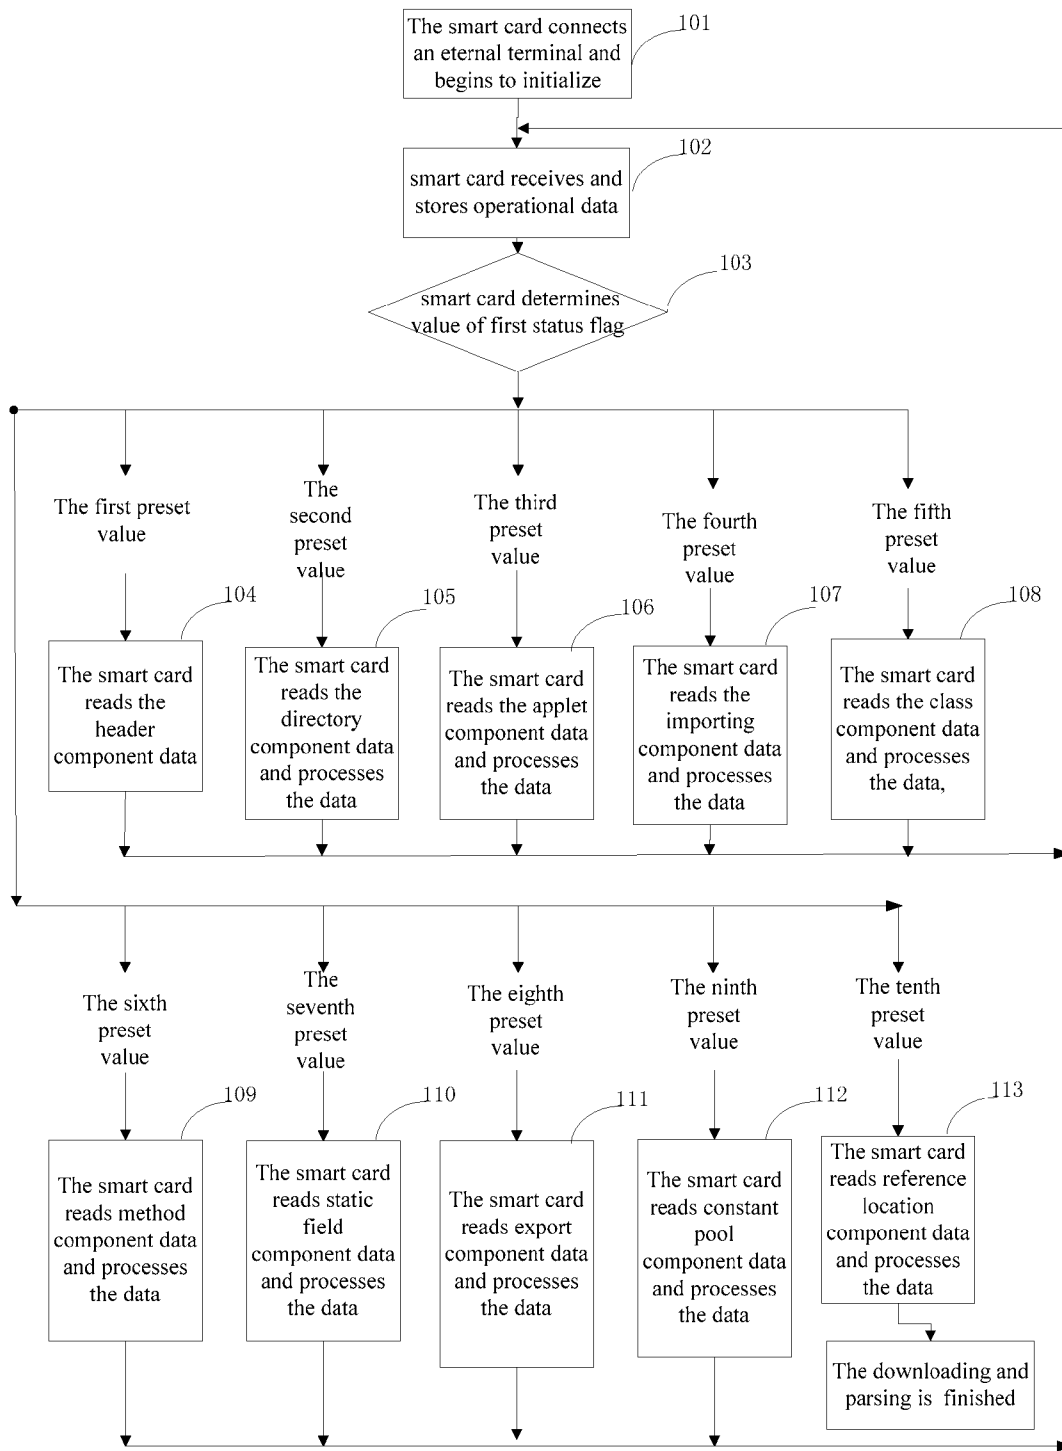 The smart card connects
an eternal terminal and
begins to initialize
101
smart card receives and
stores operational data
102
smart card determines
value of first status flag
103
The first preset
value
The
second
preset
value
The third
preset
value
The fourth
preset
value
The fifth
preset
value
104
105
106
107
108
The smart card
reads the
header
component data
The smart card
reads the
directory
component data
and processes
the data
The smart card
reads the applet
component data
and processes
the data
The smart card
reads the
importing
component data
and processes
the data
The smart card
reads the class
component data
and processes
the data,
The sixth
preset
value
The
seventh
preset
value
The eighth
preset
value
The ninth
preset
value
The tenth
preset
value
109
110
111
112
113
The smart card
reads method
component data
and processes
the data
The smart card
reads static
field
component data
and processes
the data
The smart card
reads export
component data
and processes
the data
The smart card
reads constant
pool
component data
and processes
the data
The smart card
reads reference
location
component data
and processes
the data
The downloading and
parsing is finished